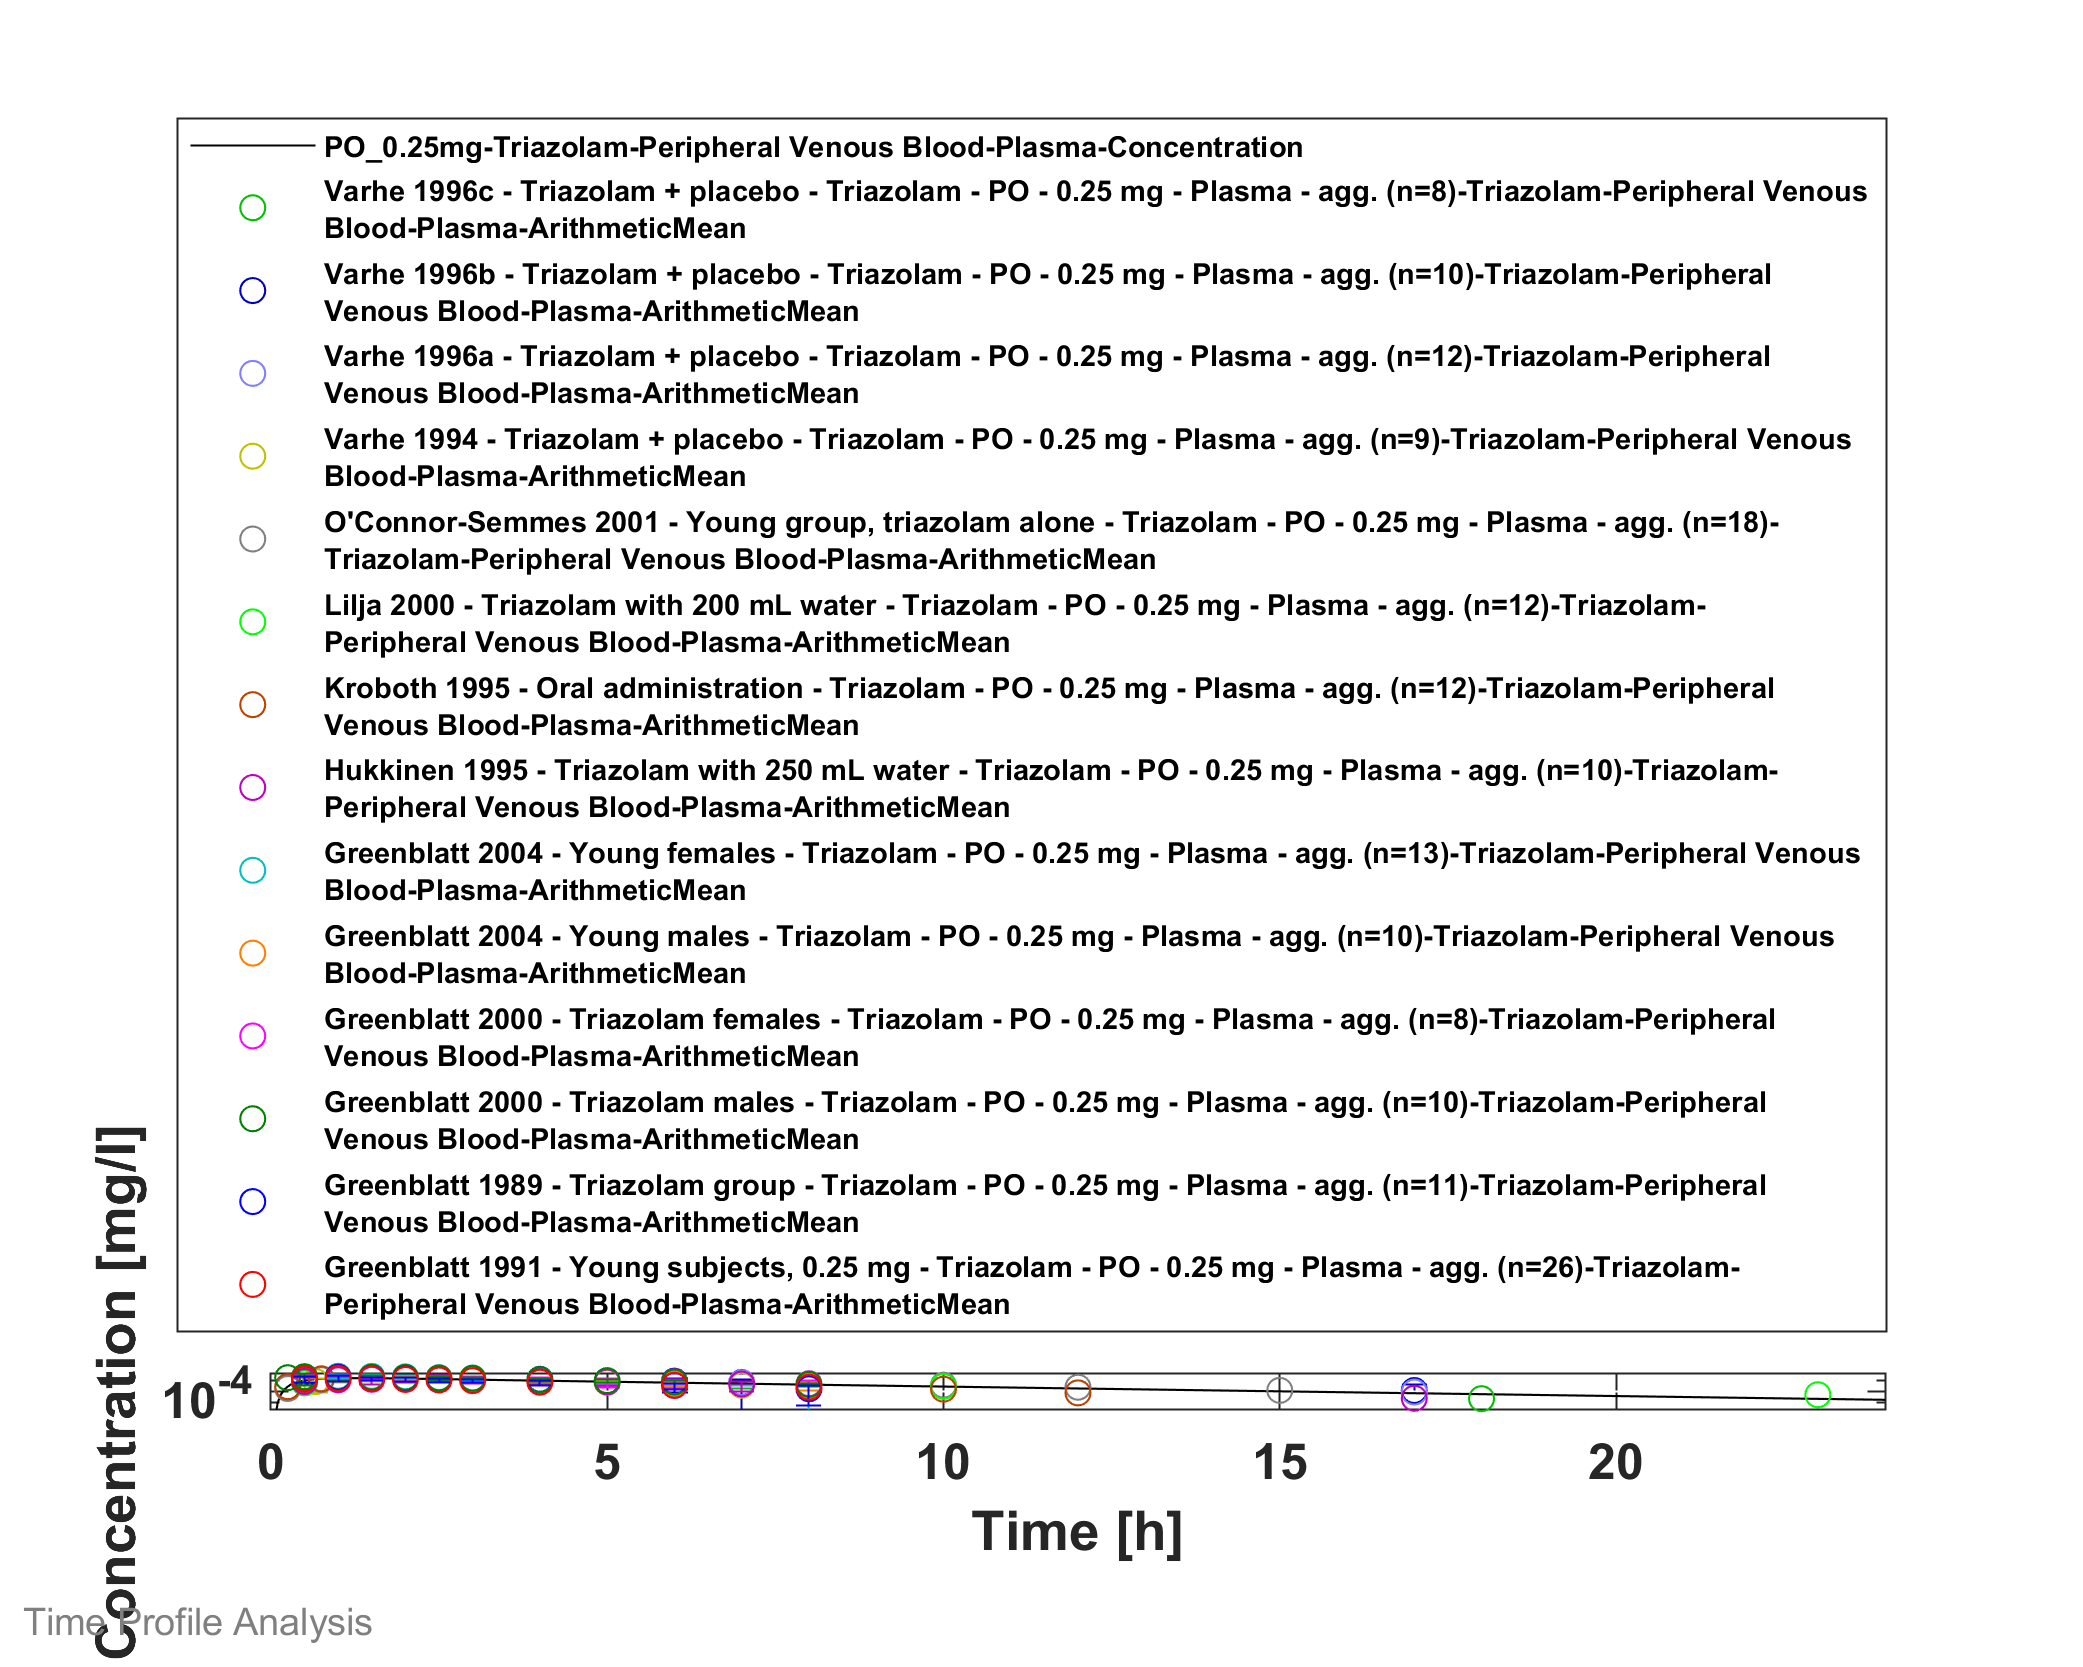 PO_0.25mg-Triazolam-Peripheral Venous Blood-Plasma-Concentration
Varhe 1996c - Triazolam + placebo - Triazolam - PO - 0.25 mg - Plasma - agg. (n=8)-Triazolam-Peripheral Venous
Blood-Plasma-ArithmeticMean
Varhe 1996b - Triazolam + placebo - Triazolam - PO - 0.25 mg - Plasma - agg. (n=10)-Triazolam-Peripheral
Venous Blood-Plasma-ArithmeticMean
Varhe 1996a - Triazolam + placebo - Triazolam - PO - 0.25 mg - Plasma - agg. (n=12)-Triazolam-Peripheral
Venous Blood-Plasma-ArithmeticMean
Varhe 1994 - Triazolam + placebo - Triazolam - PO - 0.25 mg - Plasma - agg. (n=9)-Triazolam-Peripheral Venous
Blood-Plasma-ArithmeticMean
O'Connor-Semmes 2001 - Young group, triazolam alone - Triazolam - PO - 0.25 mg - Plasma - agg. (n=18)-
Triazolam-Peripheral Venous Blood-Plasma-ArithmeticMean
Lilja 2000 - Triazolam with 200 mL water - Triazolam - PO - 0.25 mg - Plasma - agg. (n=12)-Triazolam-
Peripheral Venous Blood-Plasma-ArithmeticMean
Kroboth 1995 - Oral administration - Triazolam - PO - 0.25 mg - Plasma - agg. (n=12)-Triazolam-Peripheral
Venous Blood-Plasma-ArithmeticMean
Hukkinen 1995 - Triazolam with 250 mL water - Triazolam - PO - 0.25 mg - Plasma - agg. (n=10)-Triazolam-
Peripheral Venous Blood-Plasma-ArithmeticMean
Greenblatt 2004 - Young females - Triazolam - PO - 0.25 mg - Plasma - agg. (n=13)-Triazolam-Peripheral Venous
Blood-Plasma-ArithmeticMean
Greenblatt 2004 - Young males - Triazolam - PO - 0.25 mg - Plasma - agg. (n=10)-Triazolam-Peripheral Venous
Blood-Plasma-ArithmeticMean
Greenblatt 2000 - Triazolam females - Triazolam - PO - 0.25 mg - Plasma - agg. (n=8)-Triazolam-Peripheral
Venous Blood-Plasma-ArithmeticMean
Greenblatt 2000 - Triazolam males - Triazolam - PO - 0.25 mg - Plasma - agg. (n=10)-Triazolam-Peripheral
Venous Blood-Plasma-ArithmeticMean
Greenblatt 1989 - Triazolam group - Triazolam - PO - 0.25 mg - Plasma - agg. (n=11)-Triazolam-Peripheral
Venous Blood-Plasma-ArithmeticMean
Greenblatt 1991 - Young subjects, 0.25 mg - Triazolam - PO - 0.25 mg - Plasma - agg. (n=26)-Triazolam-
Peripheral Venous Blood-Plasma-ArithmeticMean
Concentration [mg/l]
10^-4
0 5 10 15 20
Time [h]
Time Profile Analysis